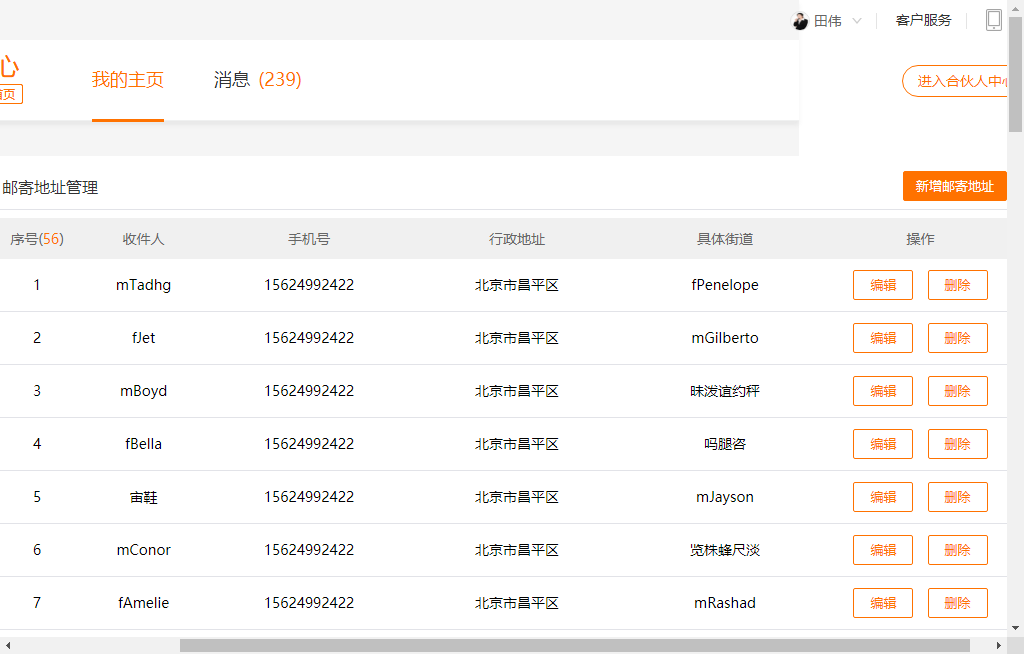 田伟 客户服务
心
首页
我的主页 消息 (239)
进入合伙人中心
邮寄地址管理 新增邮寄地址
序号(56) 收件人 手机号 行政地址 具体街道 操作
1 mTadhg 15624992422 北京市昌平区 fPenelope 编辑 删除
2 fJet 15624992422 北京市昌平区 mGilberto 编辑 删除
3 mBoyd 15624992422 北京市昌平区 昧泼谊约秤 编辑 删除
4 fBella 15624992422 北京市昌平区 吗腿咨 编辑 删除
5 宙鞋 15624992422 北京市昌平区 mJayson 编辑 删除
6 mConor 15624992422 北京市昌平区 览株蜂尺淡 编辑 删除
7 fAmelie 15624992422 北京市昌平区 mRashad 编辑 删除